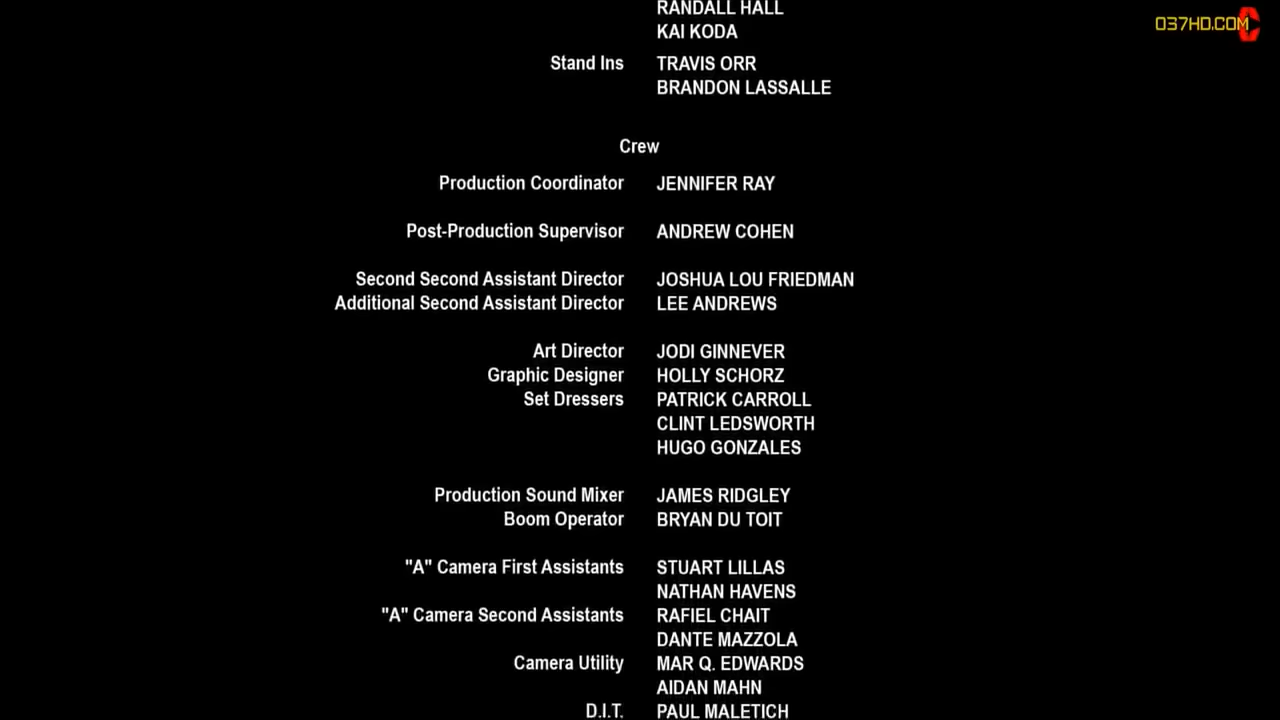 RANDALL HALL
037HD.COM
KAI KODA
Stand Ins TRAVIS ORR
BRANDON LASSALLE
Crew
Production Coordinator JENNIFER RAY
Post-Production Supervisor ANDREW COHEN
Second Second Assistant Director JOSHUA LOU FRIEDMAN
Additional Second Assistant Director LEE ANDREWS
Art Director JODI GINNEVER
Graphic Designer HOLLY SCHORZ
Set Dressers PATRICK CARROLL
CLINT LEDSWORTH
HUGO GONZALES
Production Sound Mixer JAMES RIDGLEY
Boom Operator BRYAN DU TOIT
"A" Camera First Assistants STUART LILLAS
NATHAN HAVENS
"A" Camera Second Assistants RAFIEL CHAIT
DANTE MAZZOLA
Camera Utility MAR Q. EDWARDS
AIDAN MAHN
D.I.T. PAUL MALETICH